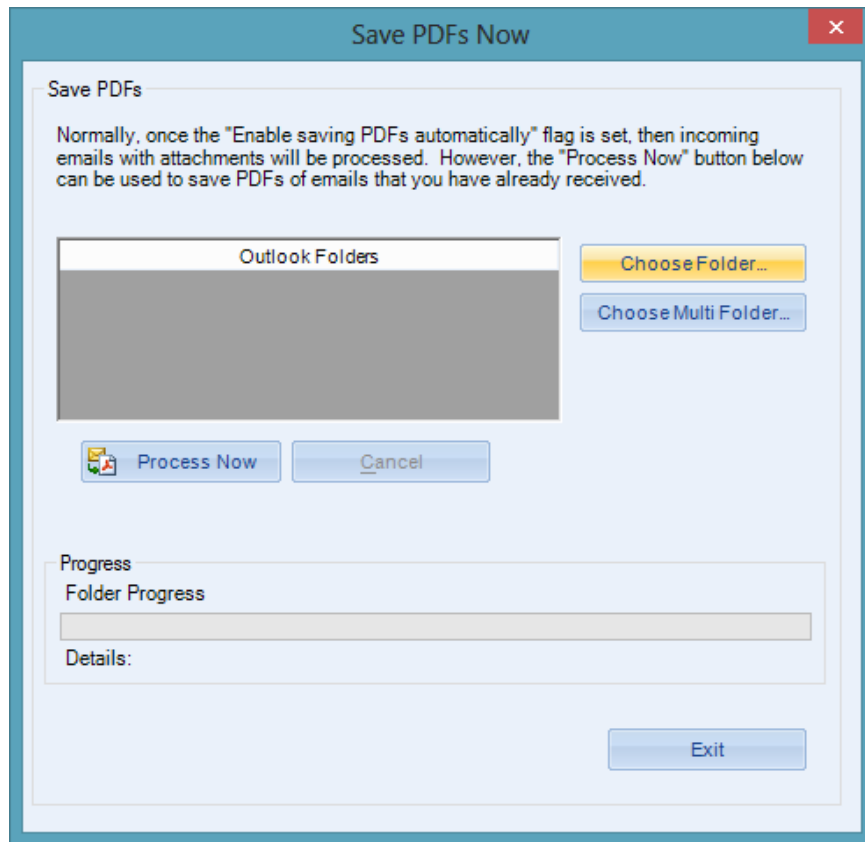 Save PDFs Now
Save PDFs
Normally, once the "Enable saving PDFs automatically" flag is set, then incoming
emails with attachments will be processed.  However, the "Process Now" button below
can be used to save PDFs of emails that you have already received.
Outlook Folders
Choose Folder...
Choose Multi Folder...
Process Now
Cancel
Progress
Folder Progress
Details:
Exit